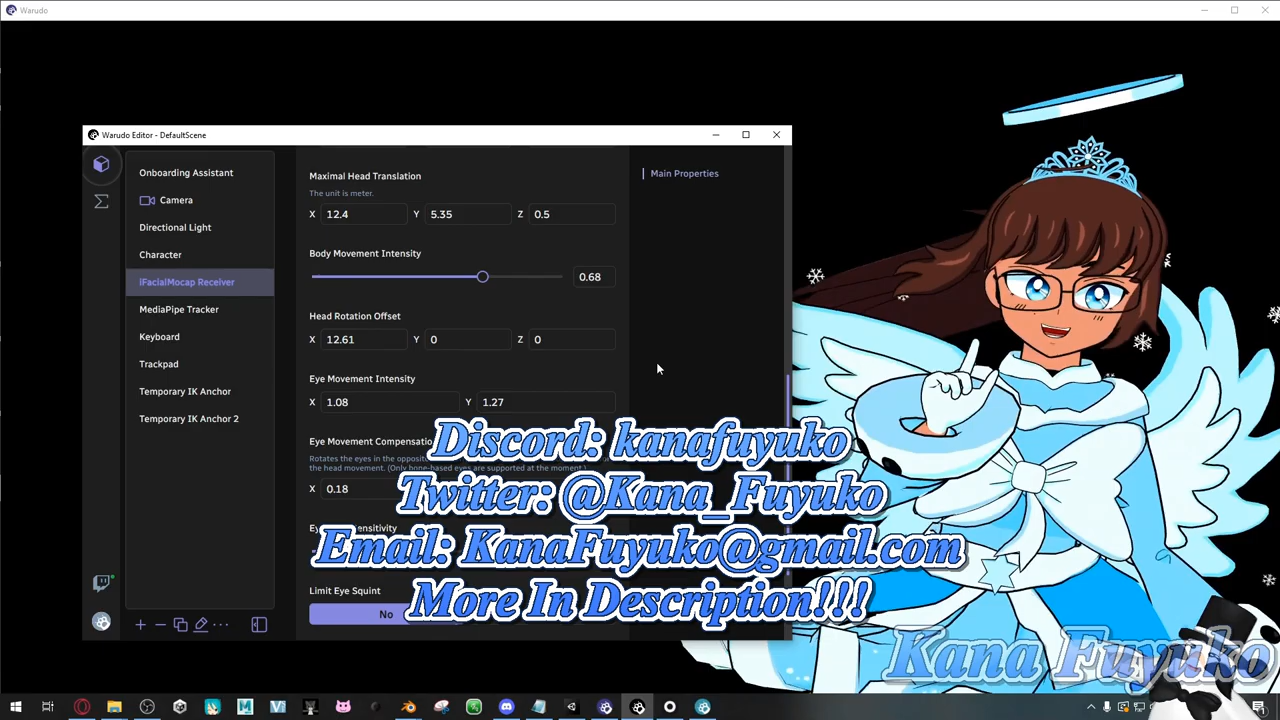 Warudo
Warudo Editor - DefaultScene
Onboarding Assistant
Camera
Directional Light
Character
iFacialMocap Receiver
MediaPipe Tracker
Keyboard
Trackpad
Temporary IK Anchor
Temporary IK Anchor 2
Maximal Head Translation
The unit is meter.
X 12.4 Y 5.35 Z 0.5
Body Movement Intensity
0.68
Head Rotation Offset
X 12.61 Y 0 Z 0
Eye Movement Intensity
X 1.08 Y 1.27
Eye Movement Compensatio
Rotates the eyes in the opposit
the head movement. (Only bone-based eyes are supported at the moment.)
X 0.18
Limit Eye Squint
No
Main Properties
Discord: kanafuyuko
Twitter: @Kana_Fuyuko
Email: KanaFuyuko@gmail.com
More In Description!!!
Kana Fuyuko